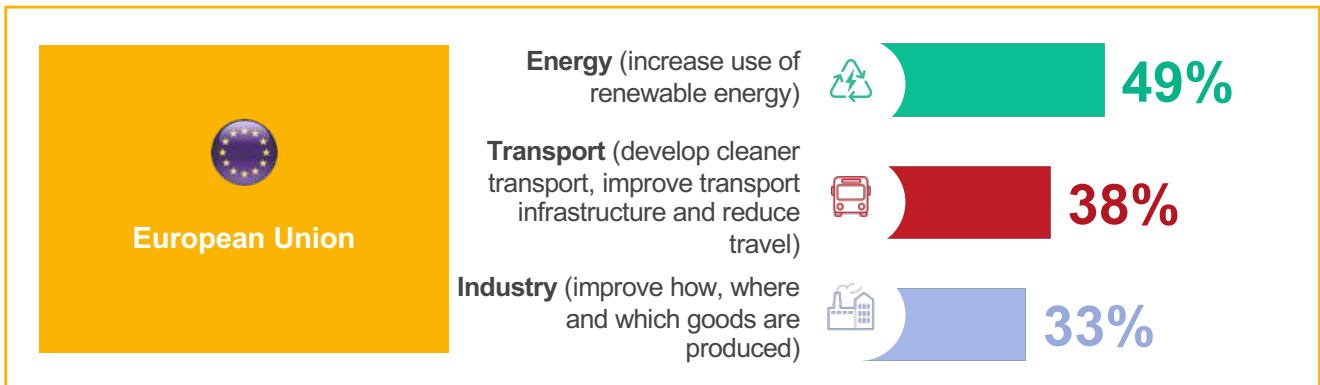 European Union
Energy (increase use of
renewable energy)
49%
Transport (develop cleaner
transport, improve transport
infrastructure and reduce
travel)
38%
Industry (improve how, where
and which goods are
produced)
33%